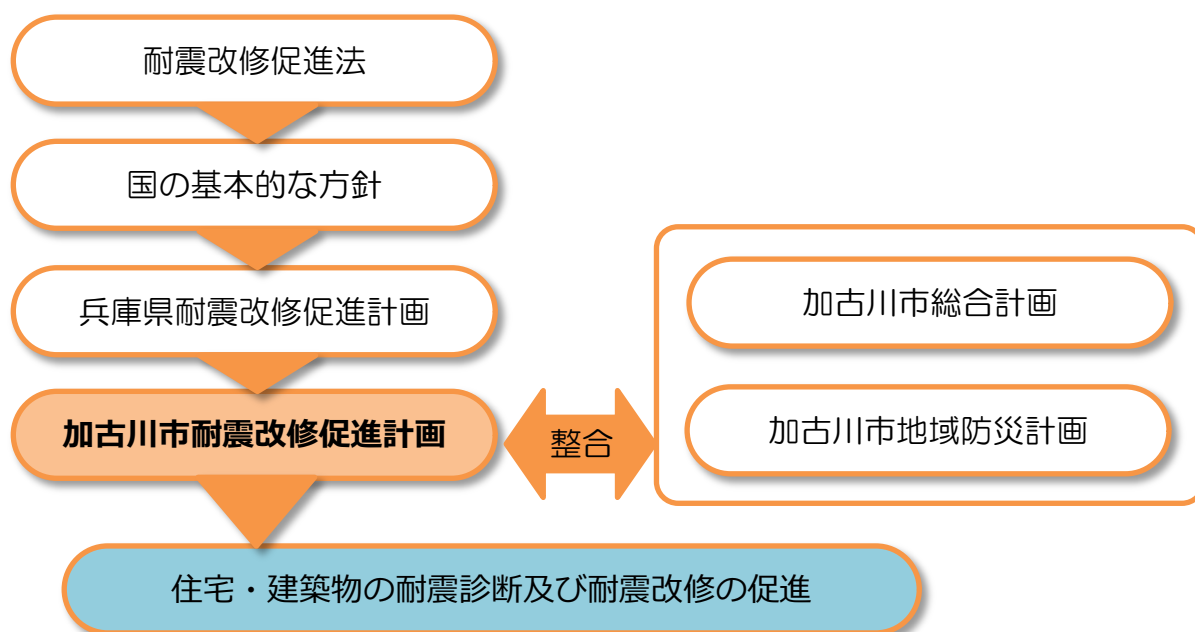 耐震改修促進法
国の基本的な方針
兵庫県耐震改修促進計画
加古川市耐震改修促進計画
整合
加古川市総合計画
加古川市地域防災計画
住宅・建築物の耐震診断及び耐震改修の促進